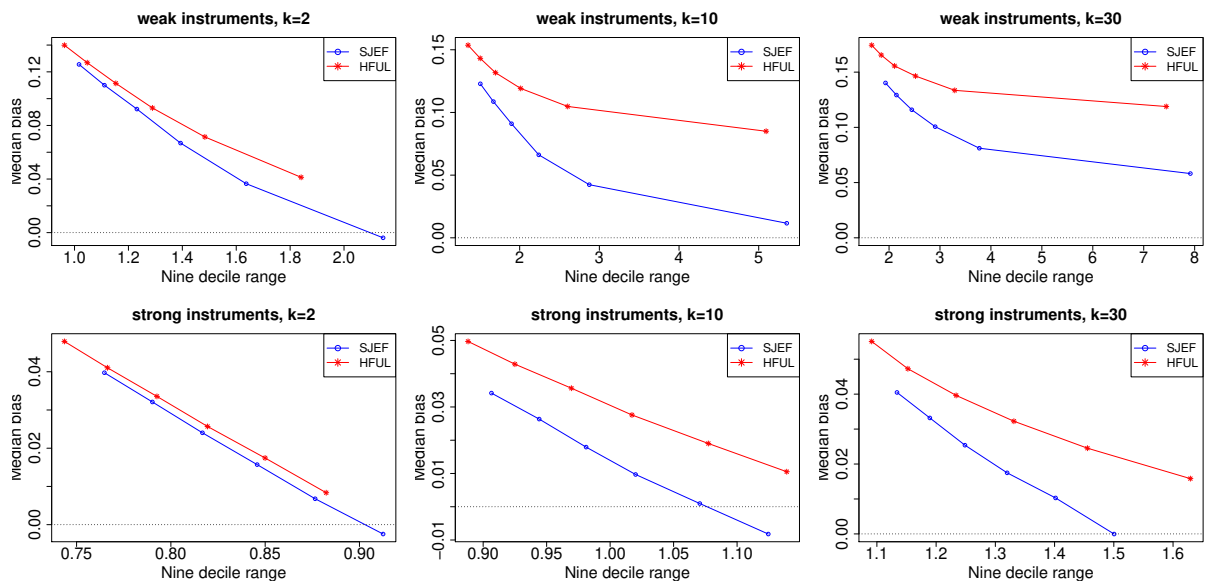 weak instruments, k=2
SJEF
HFUL
Median bias
0.00 0.04 0.08 0.12
1.0 1.2 1.4 1.6 1.8 2.0
Nine decile range
weak instruments, k=10
SJEF
HFUL
Median bias
0.00 0.05 0.10 0.15
2 3 4 5
Nine decile range
weak instruments, k=30
SJEF
HFUL
Median bias
0.00 0.05 0.10 0.15
2 3 4 5 6 7 8
Nine decile range
strong instruments, k=2
SJEF
HFUL
Median bias
0.00 0.02 0.04
0.75 0.80 0.85 0.90
Nine decile range
strong instruments, k=10
SJEF
HFUL
Median bias
-0.01 0.01 0.03 0.05
0.90 0.95 1.00 1.05 1.10
Nine decile range
strong instruments, k=30
SJEF
HFUL
Median bias
0.00 0.02 0.04
1.1 1.2 1.3 1.4 1.5 1.6
Nine decile range